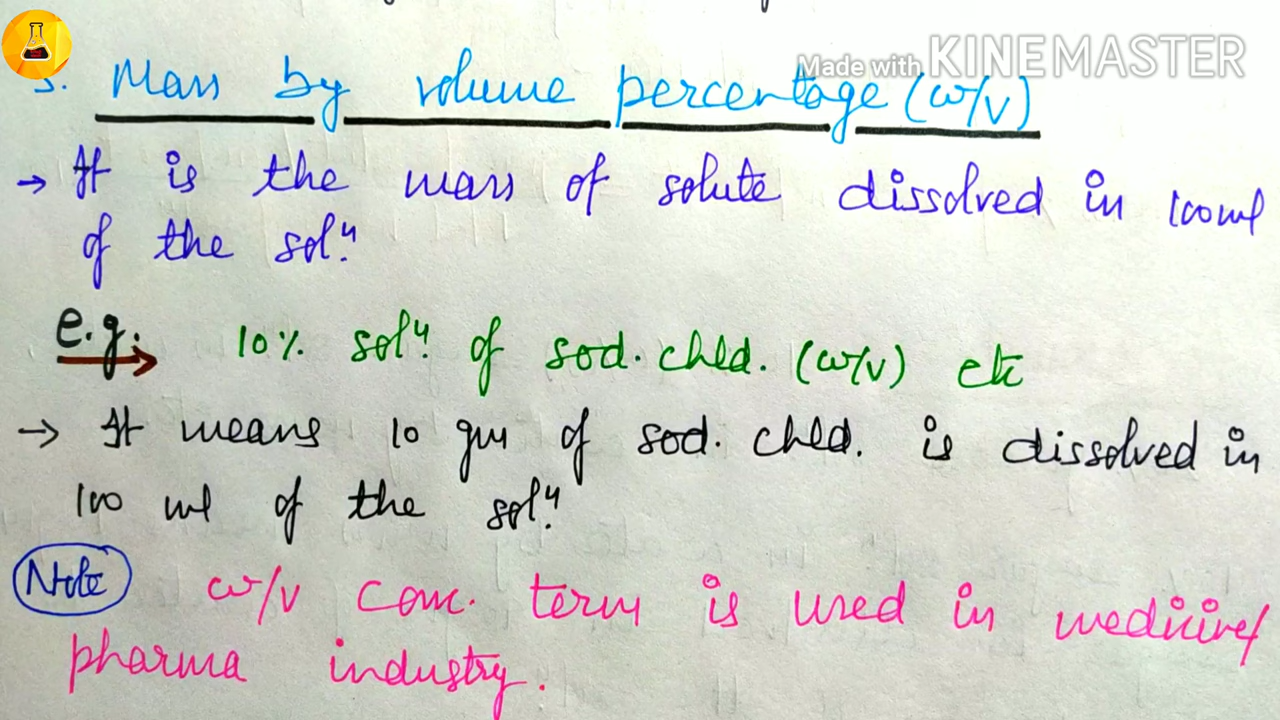 Made with KINEMASTER
3. Mass by volume percentage (w/v)
→ It is the mass of solute dissolved in 100ml
of the solⁿ.
e.g. 10% solⁿ. of sod. chld. (w/v) etc
→ It means 10 gm of sod. chld. is dissolved in
100 ml of the solⁿ.
Note w/v conc. term is used in medicine/
pharma industry.